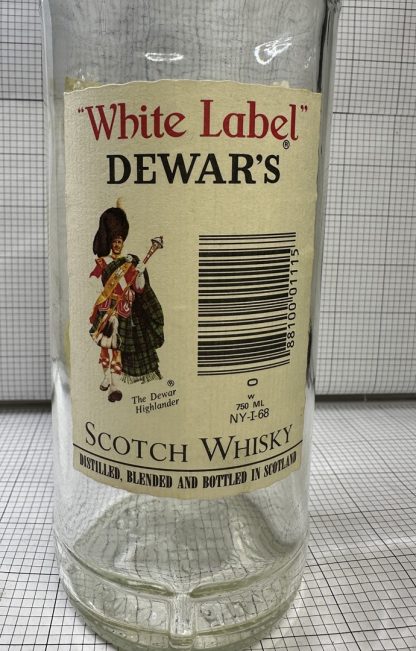 "White Label"
DEWAR'S®
88100 01115
0
W
750 ML
NY-I-68
®
The Dewar
Highlander
SCOTCH WHISKY
DISTILLED, BLENDED AND BOTTLED IN SCOTLAND